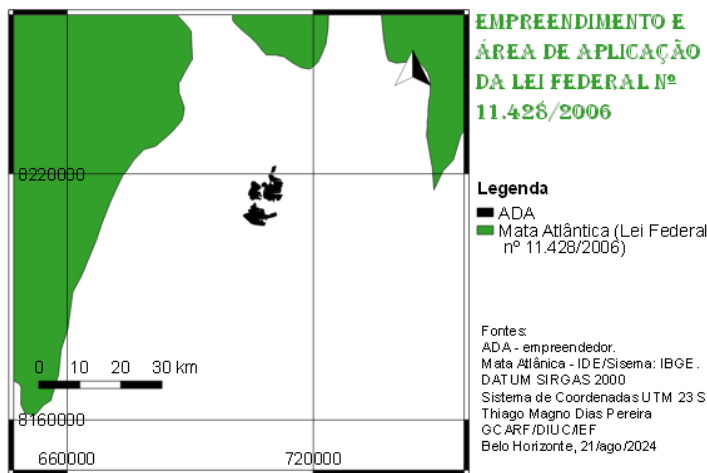 EMPREENDIMENTO E
ÁREA DE APLICAÇÃO
DA LEI FEDERAL Nº
11.428/2006
8220000
Legenda
ADA
Mata Atlântica (Lei Federal
nº 11.428/2006)
0 10 20 30 km
8160000
660000 720000
Fontes:
ADA - empreendedor.
Mata Atlânica - IDE/Sisema: IBGE.
DATUM SIRGAS 2000
Sistema de Coordenadas UTM 23 S
Thiago Magno Dias Pereira
GCARF/DIUC/IEF
Belo Horizonte, 21/ago/2024